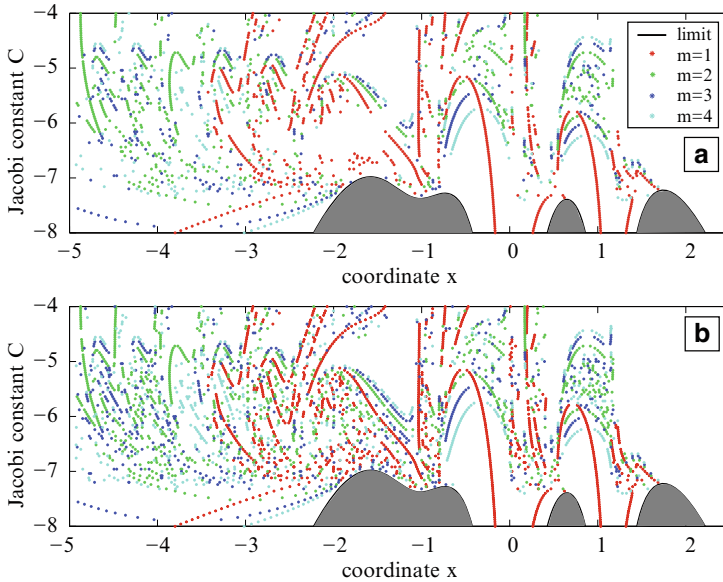 −4
−5
−6
−7
−8
Jacobi constant C
limit
m=1
m=2
m=3
m=4
a
−5 −4 −3 −2 −1 0 1 2
coordinate x
−4
−5
−6
−7
−8
Jacobi constant C
b
−5 −4 −3 −2 −1 0 1 2
coordinate x